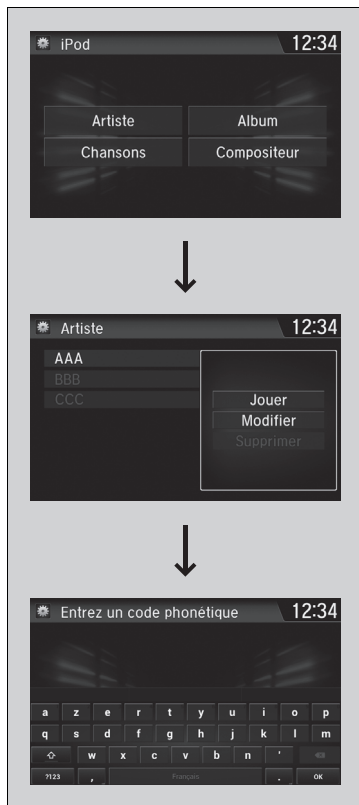 iPod 12:34
Artiste Album
Chansons Compositeur
Artiste 12:34
AAA
BBB
CCC
Jouer
Modifier
Supprimer
Entrez un code phonétique 12:34
a z e r t y u i o p
q s d f g h j k l m
w x c v b n '
?123 , Français . OK